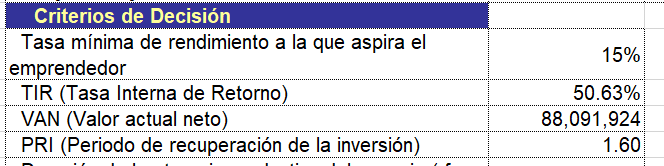 Criterios de Decisión
Tasa mínima de rendimiento a la que aspira el
emprendedor
15%
TIR (Tasa Interna de Retorno) 50.63%
VAN (Valor actual neto) 88,091,924
PRI (Periodo de recuperación de la inversión) 1.60